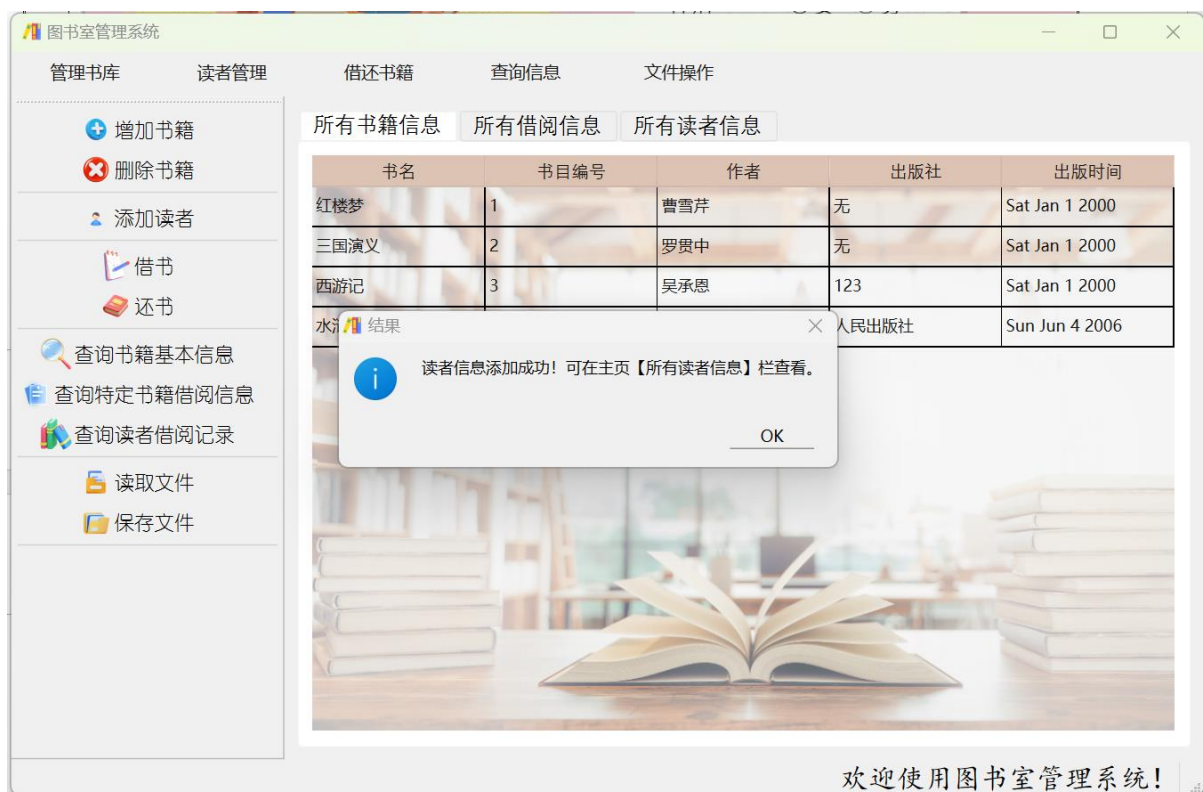 图书室管理系统
管理书库 读者管理 借还书籍 查询信息 文件操作
增加书籍
删除书籍
添加读者
借书
还书
查询书籍基本信息
查询特定书籍借阅信息
查询读者借阅记录
读取文件
保存文件
所有书籍信息 所有借阅信息 所有读者信息
书名 书目编号 作者 出版社 出版时间
红楼梦 1 曹雪芹 无 Sat Jan 1 2000
三国演义 2 罗贯中 无 Sat Jan 1 2000
西游记 3 吴承恩 123 Sat Jan 1 2000
水 人民出版社 Sun Jun 4 2006
结果
读者信息添加成功！可在主页【所有读者信息】栏查看。
OK
欢迎使用图书室管理系统！